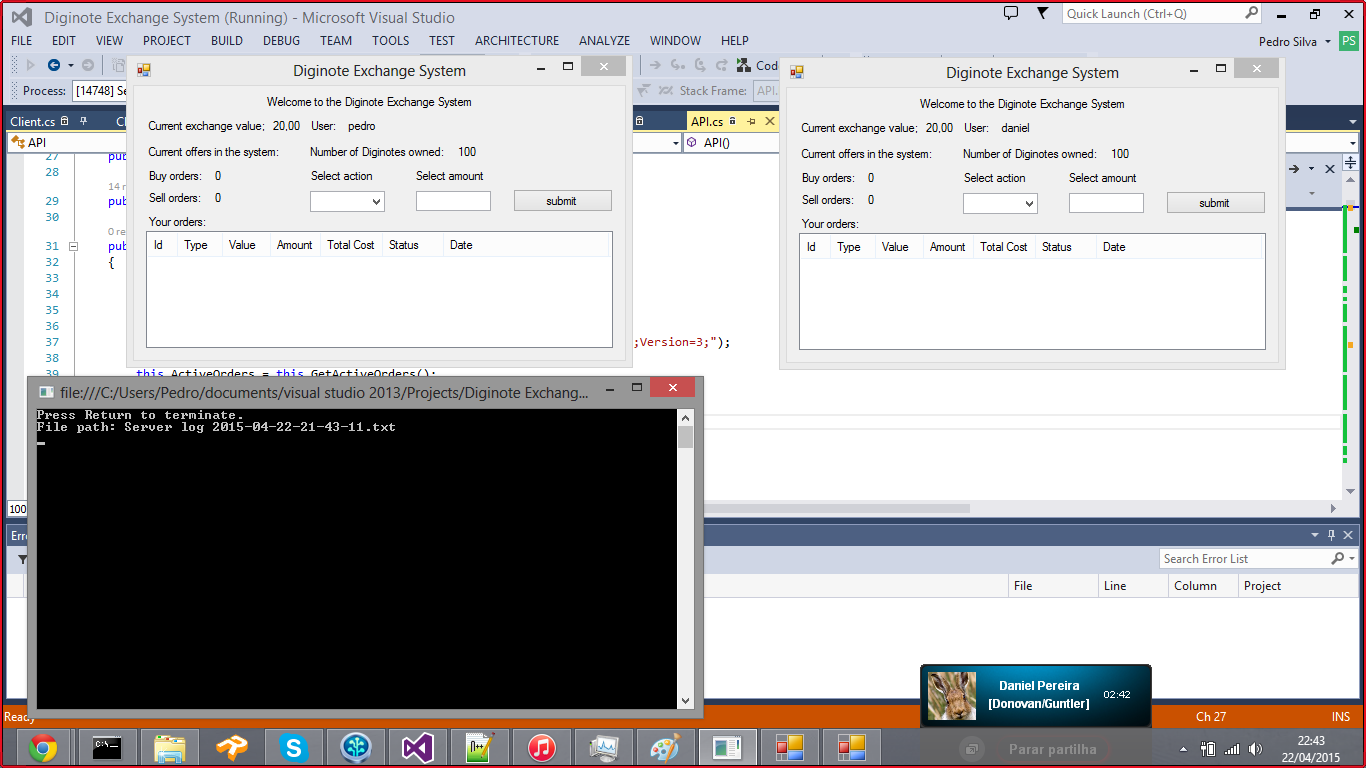 Diginote Exchange System (Running) - Microsoft Visual Studio
Quick Launch (Ctrl+Q)
FILE EDIT VIEW PROJECT BUILD DEBUG TEAM TOOLS TEST ARCHITECTURE ANALYZE WINDOW HELP
Pedro Silva PS
Process: [14748] Se
Cod
Stack Frame: API.
Client.cs
API.cs
API
API()
Diginote Exchange System
Welcome to the Diginote Exchange System
Current exchange value; 20,00 User: pedro
Current offers in the system: Number of Diginotes owned: 100
Buy orders: 0 Select action Select amount
Sell orders: 0 submit
Your orders:
Id Type Value Amount Total Cost Status Date
Diginote Exchange System
Welcome to the Diginote Exchange System
Current exchange value; 20,00 User: daniel
Current offers in the system: Number of Diginotes owned: 100
Buy orders: 0 Select action Select amount
Sell orders: 0 submit
Your orders:
Id Type Value Amount Total Cost Status Date
27 pub
28
14 r
29 pub
30
0 re
31 pub
32 {
33
34
35
36
37 ;Version=3;");
38
39 this.ActiveOrders = this.GetActiveOrders();
file:///C:/Users/Pedro/documents/visual studio 2013/Projects/Diginote Exchang...
Press Return to terminate.
File path: Server log 2015-04-22-21-43-11.txt
100
Erro
Search Error List
File Line Column Project
Daniel Pereira
[Donovan/Guntler]
02:42
Ready
Ch 27 INS
C:\.
n++
Parar partilha
22:43
22/04/2015